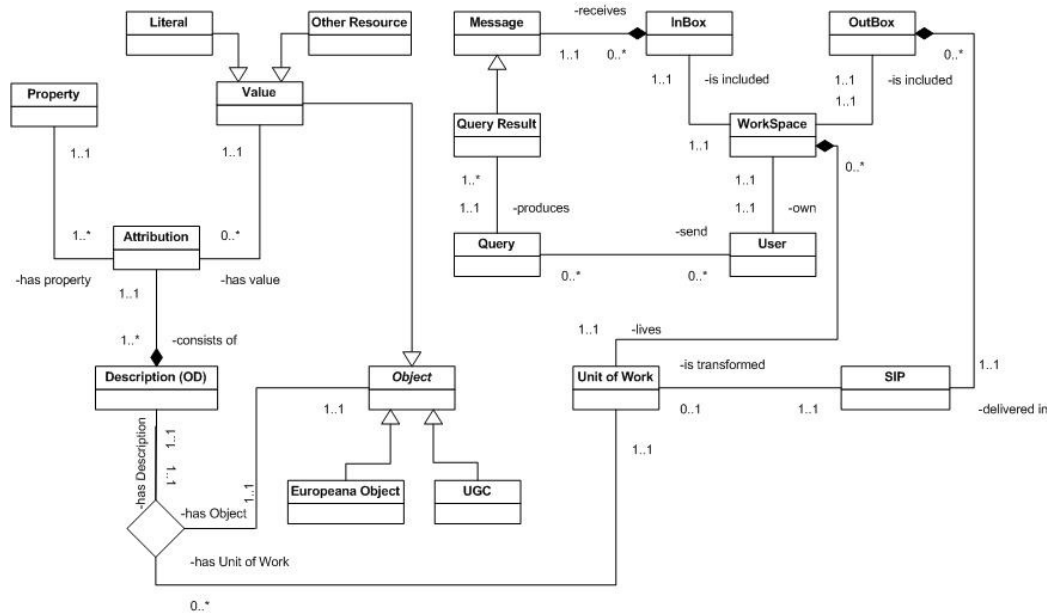 Literal
Other Resource
Message
-receives
InBox
OutBox
1..1
0..*
0..*
Property
Value
1..1
-is included
1..1
-is included
1..1
Query Result
WorkSpace
1..1
1..1
1..1
0..*
1..*
1..1
1..1
-produces
1..1
-own
1..*
Attribution
0..*
-send
Query
User
-has property
-has value
0..*
0..*
1..1
1..*
-consists of
1..1
-lives
-is transformed
1..1
Description (OD)
Object
Unit of Work
SIP
1..1
0..1
1..1
-delivered in
-has Description
1..1
1..1
1..1
Europeana Object
UGC
1..1
-has Object
-has Unit of Work
0..*